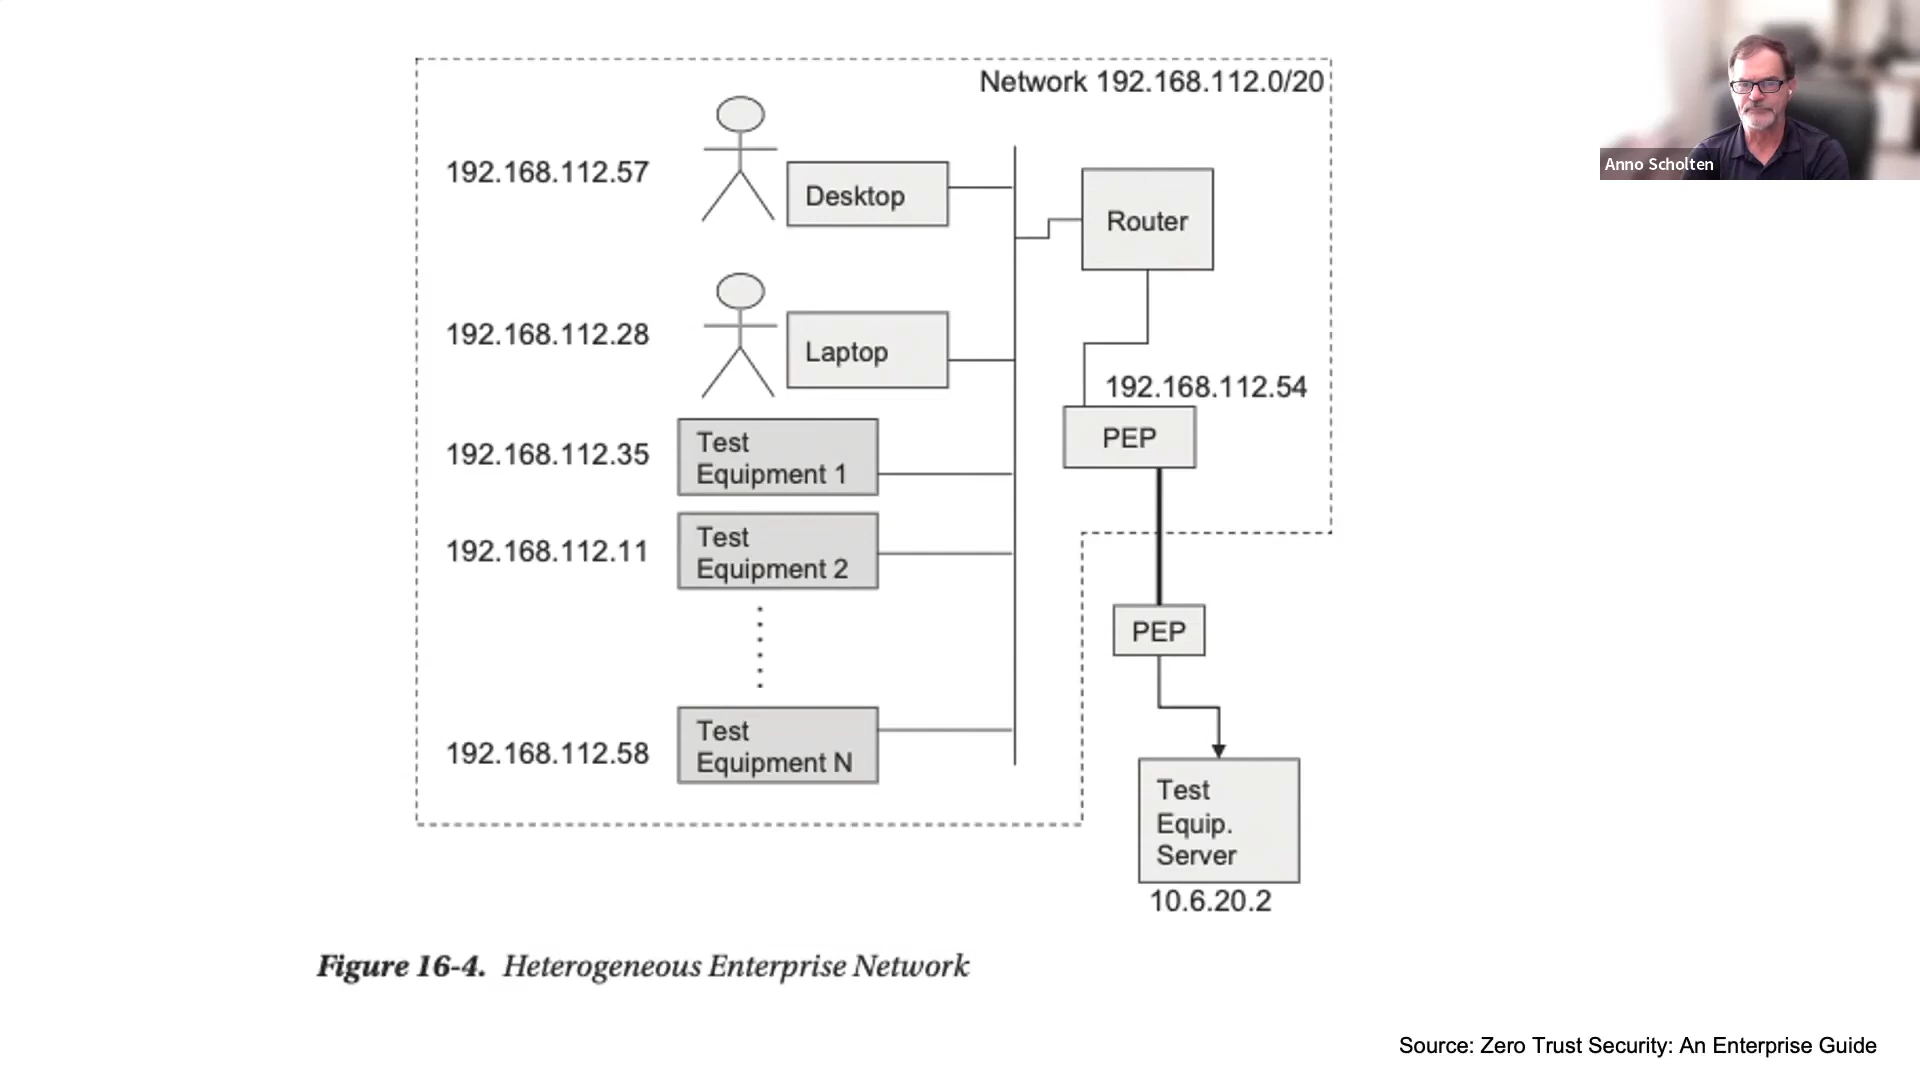 Network 192.168.112.0/20
Anno Scholten
192.168.112.57
Desktop
Router
192.168.112.28
Laptop
192.168.112.54
PEP
192.168.112.35
Test
Equipment 1
192.168.112.11
Test
Equipment 2
PEP
192.168.112.58
Test
Equipment N
Test
Equip.
Server
10.6.20.2
Figure 16-4. Heterogeneous Enterprise Network
Source: Zero Trust Security: An Enterprise Guide